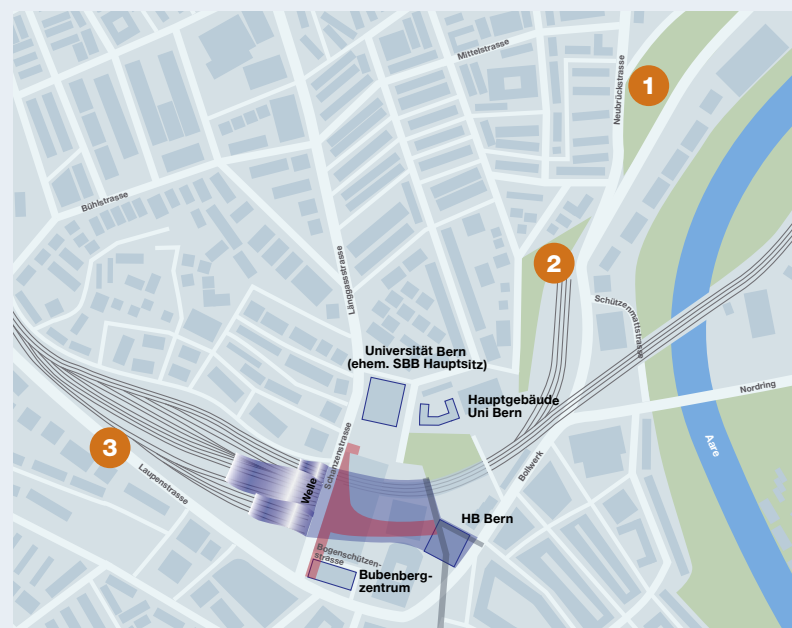 Mittelstrasse
Neubrückstrasse
1
Bühlstrasse
2
Länggassstrasse
Schützenmattstrasse
Universität Bern
(ehem. SBB Hauptsitz)
Nordring
Hauptgebäude
Uni Bern
Aare
3
Schanzenstrasse
Laupenstrasse
Welle
Bollwerk
HB Bern
Bogenschützen-
strasse
Bubenberg-
zentrum